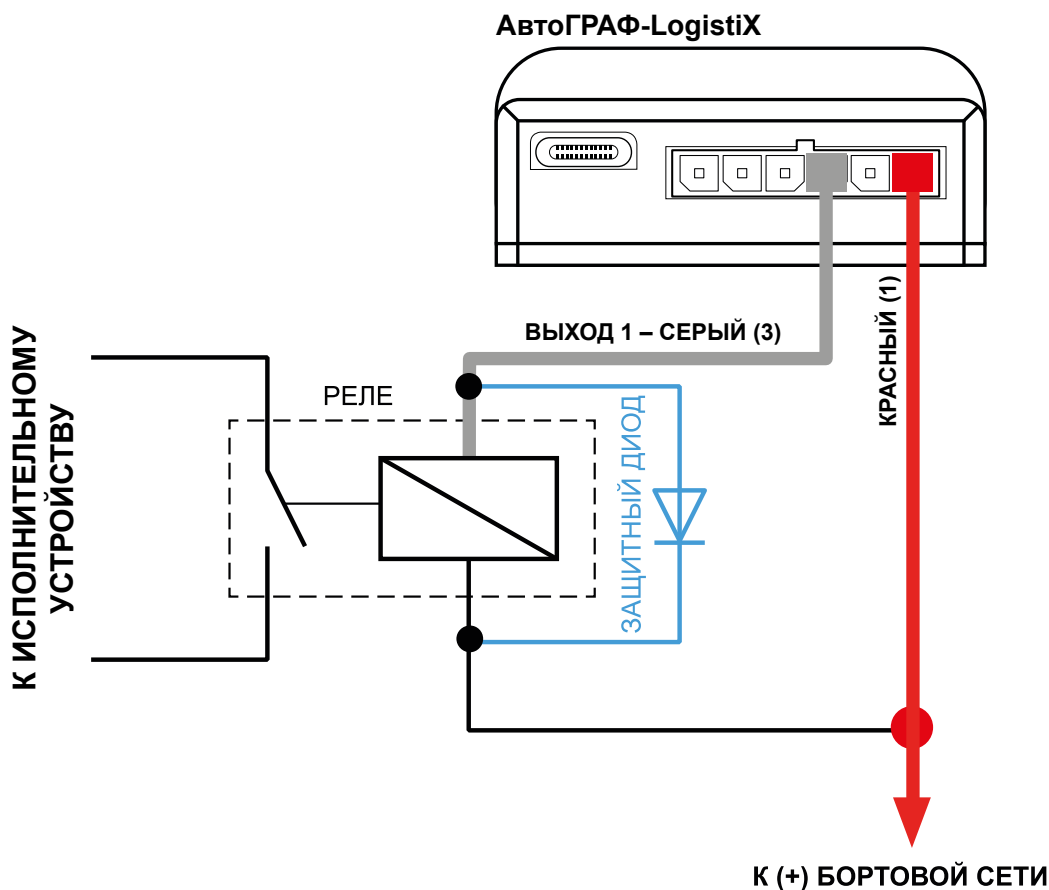 АвтоГРАФ-LogistiX
КРАСНЫЙ (1)
ВЫХОД 1 – СЕРЫЙ (3)
РЕЛЕ
ЗАЩИТНЫЙ ДИОД
К ИСПОЛНИТЕЛЬНОМУ
УСТРОЙСТВУ
К (+) БОРТОВОЙ СЕТИ